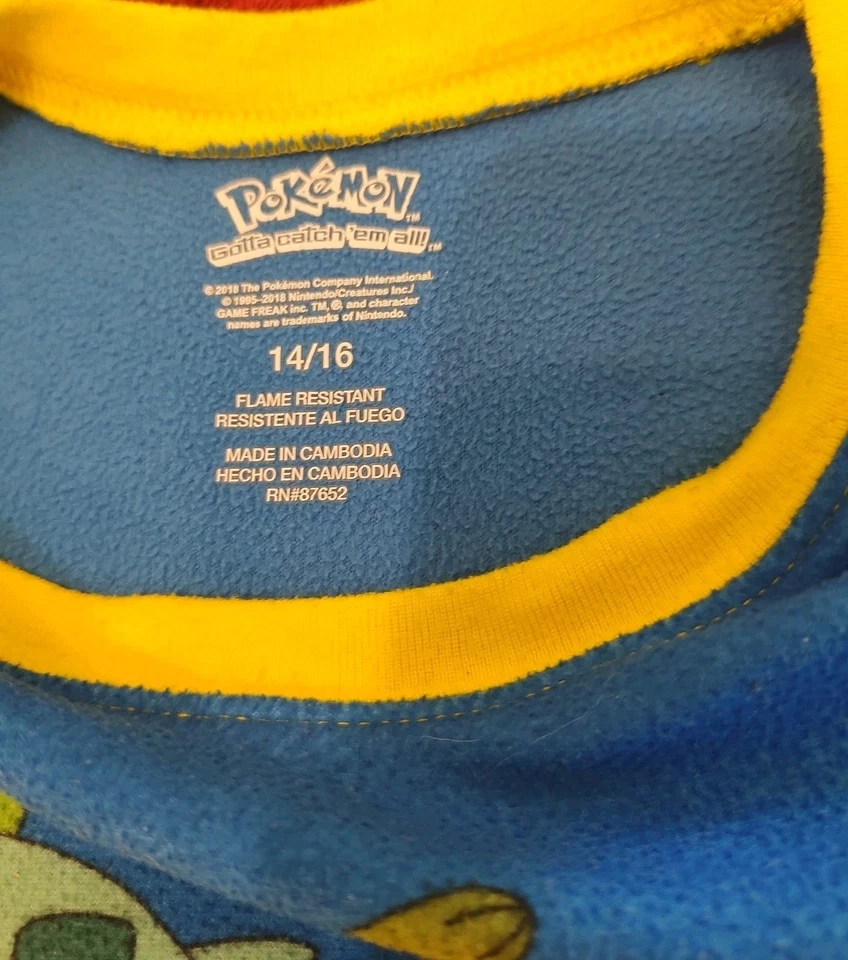 POKéMON™
Gotta catch 'em all!™
©2018 The Pokémon Company International.
© 1995-2018 Nintendo/Creatures Inc./
GAME FREAK inc. TM, ®, and character
names are trademarks of Nintendo.
14/16
FLAME RESISTANT
RESISTENTE AL FUEGO
MADE IN CAMBODIA
HECHO EN CAMBODIA
RN#87652